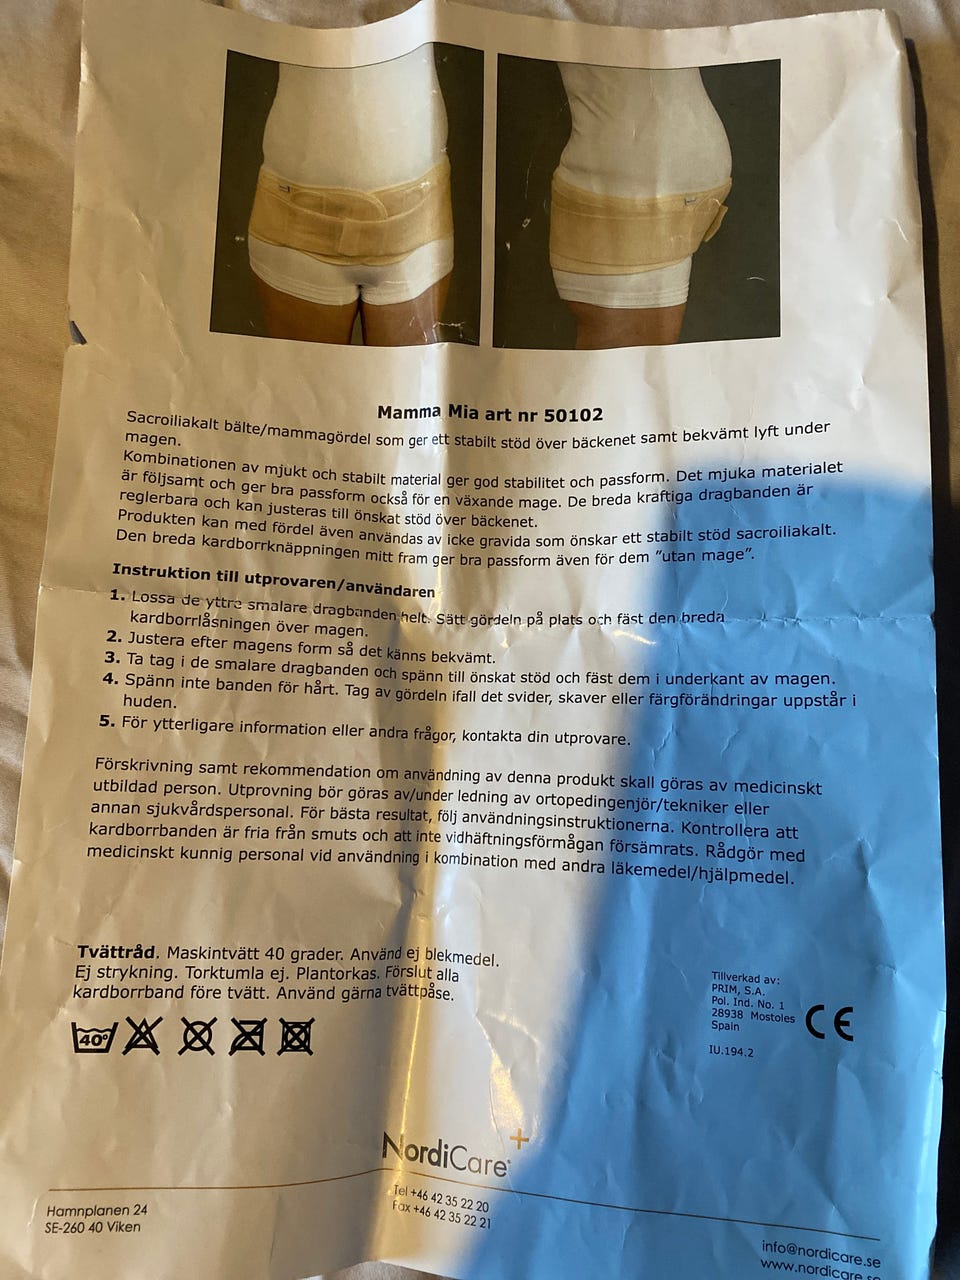 Mamma Mia art nr 50102
Sacroiliakalt bälte/mammagördel som ger ett stabilt stöd över bäckenet samt bekvämt lyft under
magen.
Kombinationen av mjukt och stabilt material ger god stabilitet och passform. Det mjuka materialet
är följsamt och ger bra passform också för en växande mage. De breda kraftiga dragbanden är
reglerbara och kan justeras till önskat stöd över bäckenet.
Produkten kan med fördel även användas av icke gravida som önskar ett stabilt stöd sacroiliakalt.
Den breda kardborrknäppningen mitt fram ger bra passform även för dem ”utan mage”.
Instruktion till utprovaren/användaren
1. Lossa de yttre smalare dragbanden helt. Sätt gördeln på plats och fäst den breda
kardborrlåsningen över magen.
2. Justera efter magens form så det känns bekvämt.
3. Ta tag i de smalare dragbanden och spänn till önskat stöd och fäst dem i underkant av magen.
4. Spänn inte banden för hårt. Tag av gördeln ifall det svider, skaver eller färgförändringar uppstår i
huden.
5. För ytterligare information eller andra frågor, kontakta din utprovare.
Förskrivning samt rekommendation om användning av denna produkt skall göras av medicinskt
utbildad person. Utprovning bör göras av/under ledning av ortopedingenjör/tekniker eller
annan sjukvårdspersonal. För bästa resultat, följ användningsinstruktionerna. Kontrollera att
kardborrbanden är fria från smuts och att inte vidhäftningsförmågan försämrats. Rådgör med
medicinskt kunnig personal vid användning i kombination med andra läkemedel/hjälpmedel.
Tvättråd. Maskintvätt 40 grader. Använd ej blekmedel.
Ej strykning. Torktumla ej. Plantorkas. Förslut alla
kardborrband före tvätt. Använd gärna tvättpåse.
40°
Tillverkad av:
PRIM, S.A.
Pol. Ind. No. 1
28938 Mostoles
Spain
IU.194.2
CE
NordiCare
Hamnplanen 24
SE-260 40 Viken
Tel +46 42 35 22 20
Fax +46 42 35 22 21
info@nordicare.se
www.nordicare.se